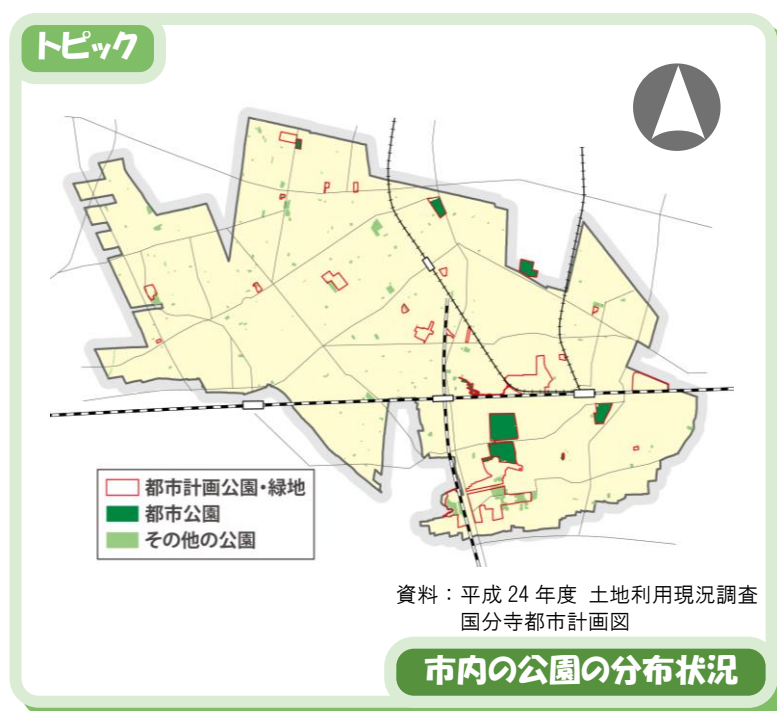 トピック
都市計画公園・緑地
都市公園
その他の公園
資料：平成 24 年度 土地利用現況調査
国分寺都市計画図
市内の公園の分布状況